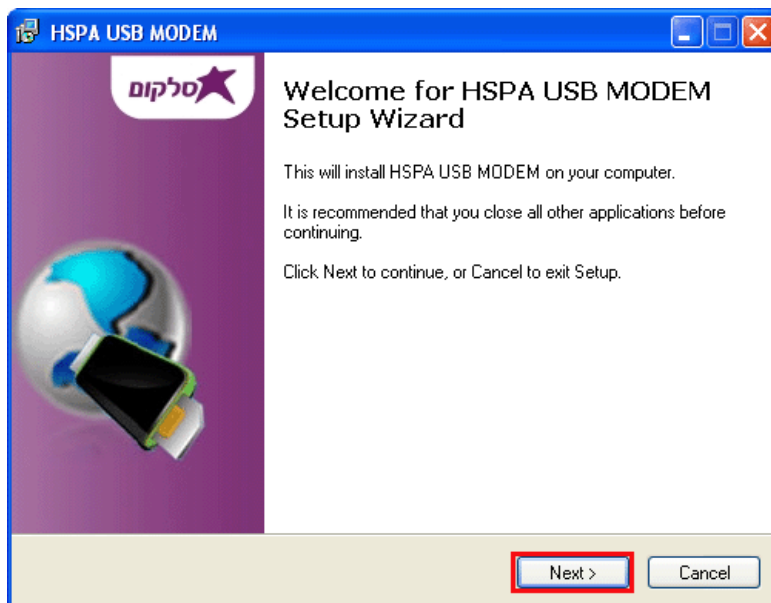 HSPA USB MODEM
סלקום
Welcome for HSPA USB MODEM
Setup Wizard
This will install HSPA USB MODEM on your computer.
It is recommended that you close all other applications before
continuing.
Click Next to continue, or Cancel to exit Setup.
Next >
Cancel